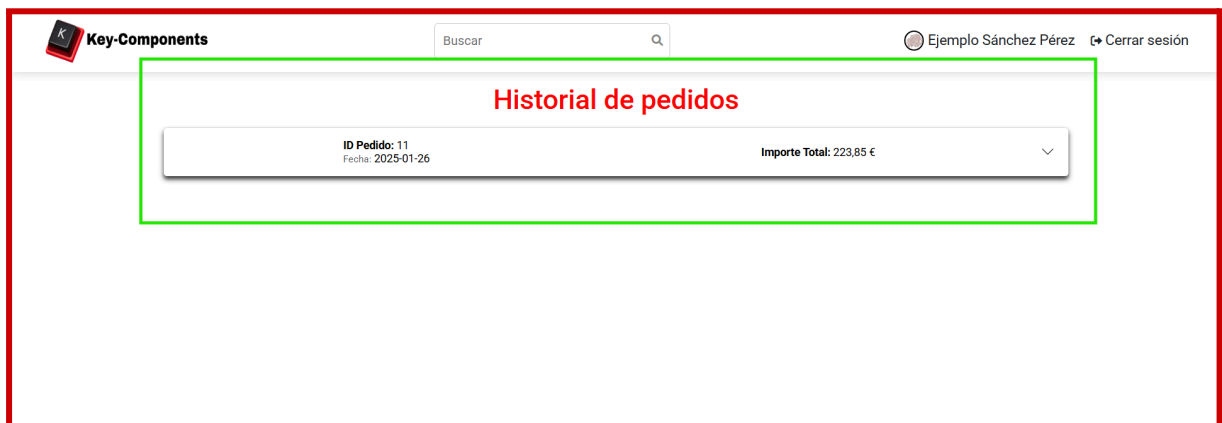 K
Key-Components
Buscar
Ejemplo Sánchez Pérez
Cerrar sesión
Historial de pedidos
ID Pedido: 11
Fecha: 2025-01-26
Importe Total: 223,85 €